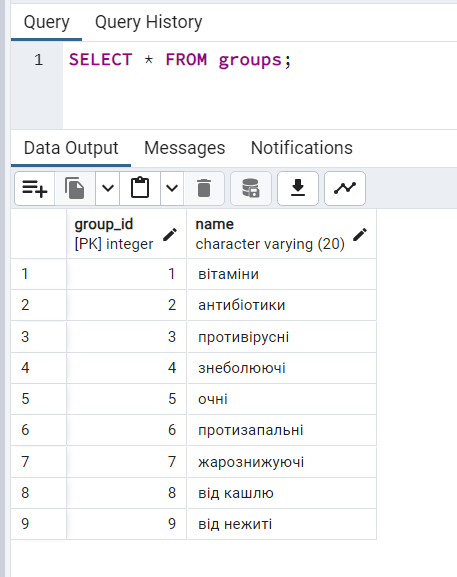 Query Query History
1 SELECT * FROM groups;
Data Output Messages Notifications
group_id name
[PK] integer character varying (20)
1 1 вітаміни
2 2 антибіотики
3 3 противірусні
4 4 знеболюючі
5 5 очні
6 6 протизапальні
7 7 жарознижуючі
8 8 від кашлю
9 9 від нежиті